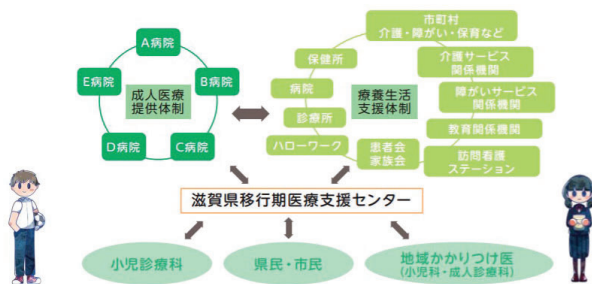 A病院
E病院
B病院
成人医療
提供体制
D病院
C病院
市町村
介護・障がい・保育など
保健所
介護サービス
関係機関
病院
療養生活
支援体制
障がいサービス
関係機関
診療所
教育関係機関
ハローワーク
患者会
家族会
訪問看護
ステーション
滋賀県移行期医療支援センター
小児診療科
県民・市民
地域かかりつけ医
(小児科・成人診療科)